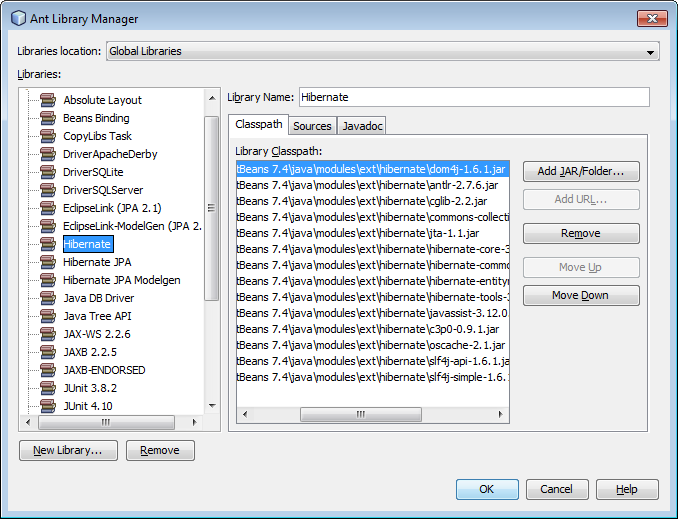 Ant Library Manager
Libraries location: Global Libraries
Libraries:
Absolute Layout
Beans Binding
CopyLibs Task
DriverApacheDerby
DriverSQLite
DriverSQLServer
EclipseLink (JPA 2.1)
EclipseLink-ModelGen (JPA 2.
Hibernate
Hibernate JPA
Hibernate JPA Modelgen
Java DB Driver
Java Tree API
JAX-WS 2.2.6
JAXB 2.2.5
JAXB-ENDORSED
JUnit 3.8.2
JUnit 4.10
New Library...
Remove
Library Name: Hibernate
Classpath Sources Javadoc
Library Classpath:
tBeans 7.4\java\modules\ext\hibernate\dom4j-1.6.1.jar
tBeans 7.4\java\modules\ext\hibernate\antlr-2.7.6.jar
tBeans 7.4\java\modules\ext\hibernate\cglib-2.2.jar
tBeans 7.4\java\modules\ext\hibernate\commons-collecti
tBeans 7.4\java\modules\ext\hibernate\jta-1.1.jar
tBeans 7.4\java\modules\ext\hibernate\hibernate-core-3
tBeans 7.4\java\modules\ext\hibernate\hibernate-commo
tBeans 7.4\java\modules\ext\hibernate\hibernate-entitym
tBeans 7.4\java\modules\ext\hibernate\hibernate-tools-3
tBeans 7.4\java\modules\ext\hibernate\javassist-3.12.0
tBeans 7.4\java\modules\ext\hibernate\c3p0-0.9.1.jar
tBeans 7.4\java\modules\ext\hibernate\oscache-2.1.jar
tBeans 7.4\java\modules\ext\hibernate\slf4j-api-1.6.1.ja
tBeans 7.4\java\modules\ext\hibernate\slf4j-simple-1.6.1
Add JAR/Folder...
Add URL...
Remove
Move Up
Move Down
OK
Cancel
Help